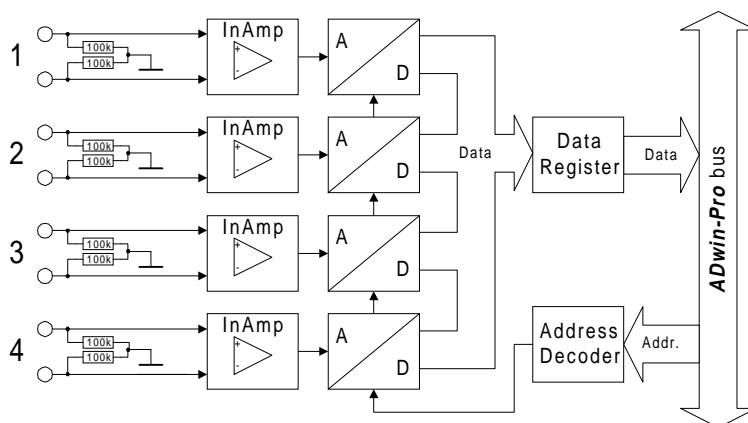 1
100k
100k
InAmp
+
-
A
D
2
100k
100k
InAmp
+
-
A
D
3
100k
100k
InAmp
+
-
A
D
4
100k
100k
InAmp
+
-
A
D
Data
Data
Register
Data
Address
Decoder
Addr.
ADwin-Pro bus